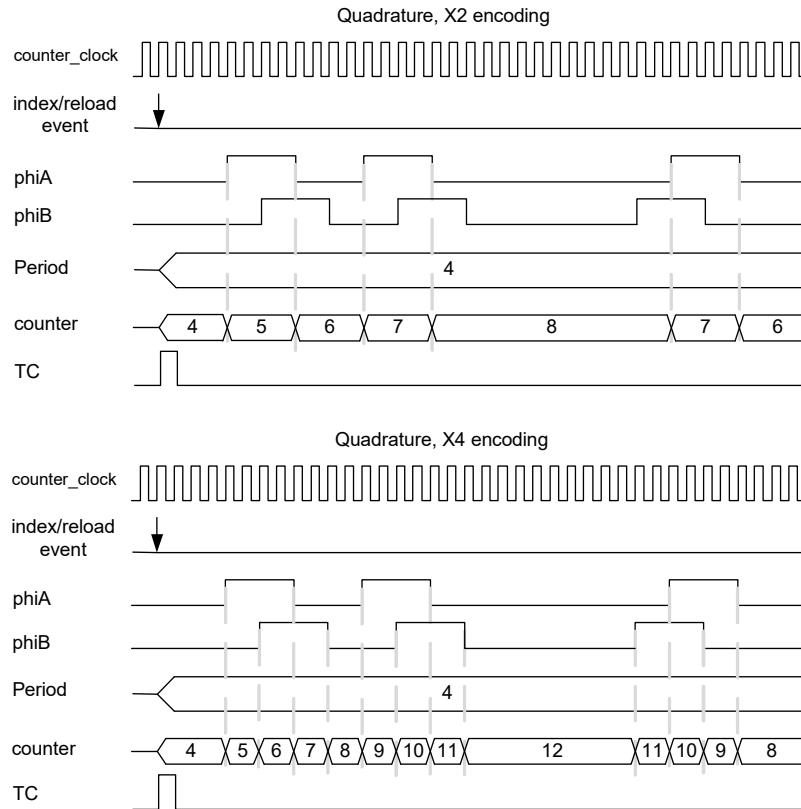 Quadrature, X2 encoding
counter_clock
index/reload
event
phiA
phiB
Period
4
counter
4 5 6 7 8 7 6
TC
Quadrature, X4 encoding
counter_clock
index/reload
event
phiA
phiB
Period
4
counter
4 5 6 7 8 9 10 11 12 11 10 9 8
TC